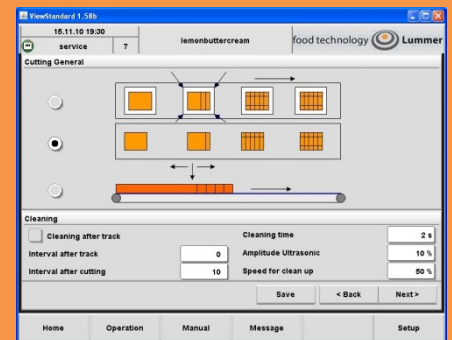 ViewStandard 1.58b
15.11.10 19:30
service 7
lemonbuttercream
food technology Lummer
Cutting General
Cleaning
Cleaning after track
Cleaning time 2 s
Interval after track 0
Amplitude Ultrasonic 10 %
Interval after cutting 10
Speed for clean up 50 %
Save < Back Next>
Home Operation Manual Message Setup